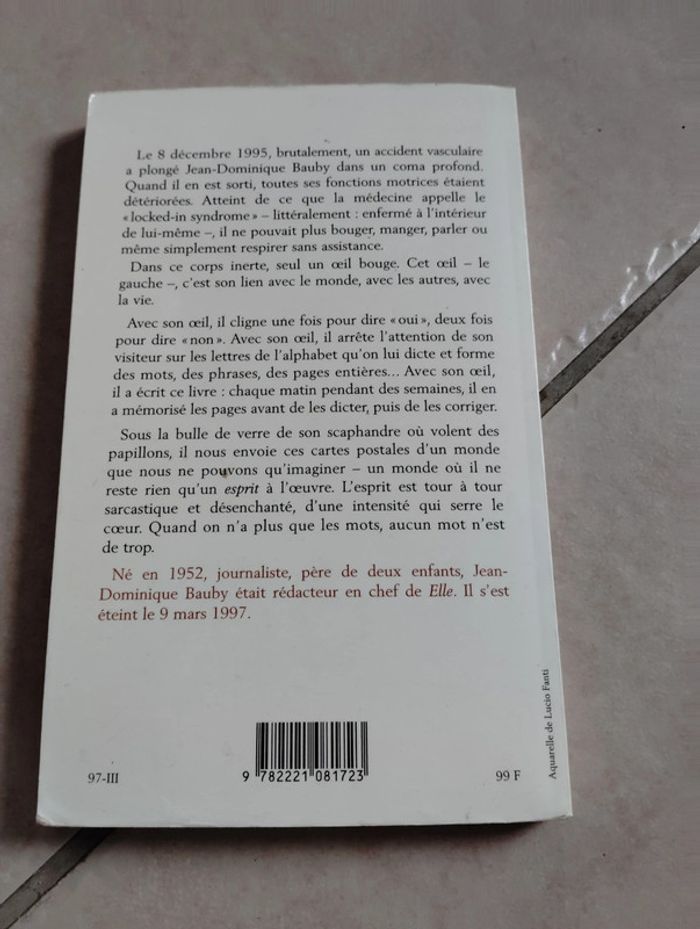 Le 8 décembre 1995, brutalement, un accident vasculaire
a plongé Jean-Dominique Bauby dans un coma profond.
Quand il en est sorti, toutes ses fonctions motrices étaient
détériorées. Atteint de ce que la médecine appelle le
« locked-in syndrome » – littéralement : enfermé à l'intérieur
de lui-même –, il ne pouvait plus bouger, manger, parler ou
même simplement respirer sans assistance.
Dans ce corps inerte, seul un œil bouge. Cet œil – le
gauche –, c'est son lien avec le monde, avec les autres, avec
la vie.
Avec son œil, il cligne une fois pour dire « oui », deux fois
pour dire « non ». Avec son œil, il arrête l'attention de son
visiteur sur les lettres de l'alphabet qu'on lui dicte et forme
des mots, des phrases, des pages entières... Avec son œil,
il a écrit ce livre : chaque matin pendant des semaines, il en
a mémorisé les pages avant de les dicter, puis de les corriger.
Sous la bulle de verre de son scaphandre où volent des
papillons, il nous envoie ces cartes postales d'un monde
que nous ne pouvons qu'imaginer – un monde où il ne
reste rien qu'un esprit à l'œuvre. L'esprit est tour à tour
sarcastique et désenchanté, d'une intensité qui serre le
cœur. Quand on n'a plus que les mots, aucun mot n'est
de trop.
Né en 1952, journaliste, père de deux enfants, Jean-
Dominique Bauby était rédacteur en chef de Elle. Il s'est
éteint le 9 mars 1997.
Aquarelle de Lucio Fanti
97-III
9 782221 081723
99 F